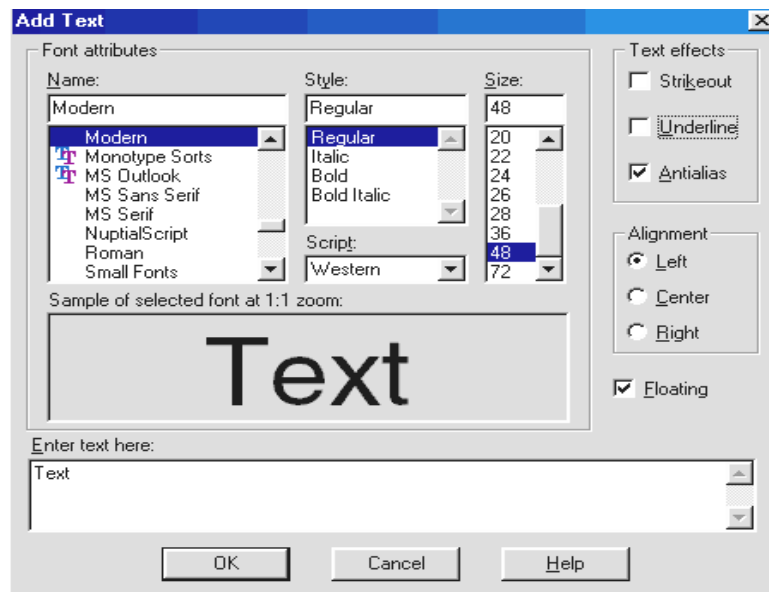 Add Text
Font attributes
Name:
Modern
Modern
Monotype Sorts
MS Outlook
MS Sans Serif
MS Serif
NuptialScript
Roman
Small Fonts
Style:
Regular
Regular
Italic
Bold
Bold Italic
Script:
Western
Size:
48
20
22
24
26
28
36
48
72
Sample of selected font at 1:1 zoom:
Text
Text effects
Strikeout
Underline
Antialias
Alignment
Left
Center
Right
Floating
Enter text here:
Text
OK
Cancel
Help